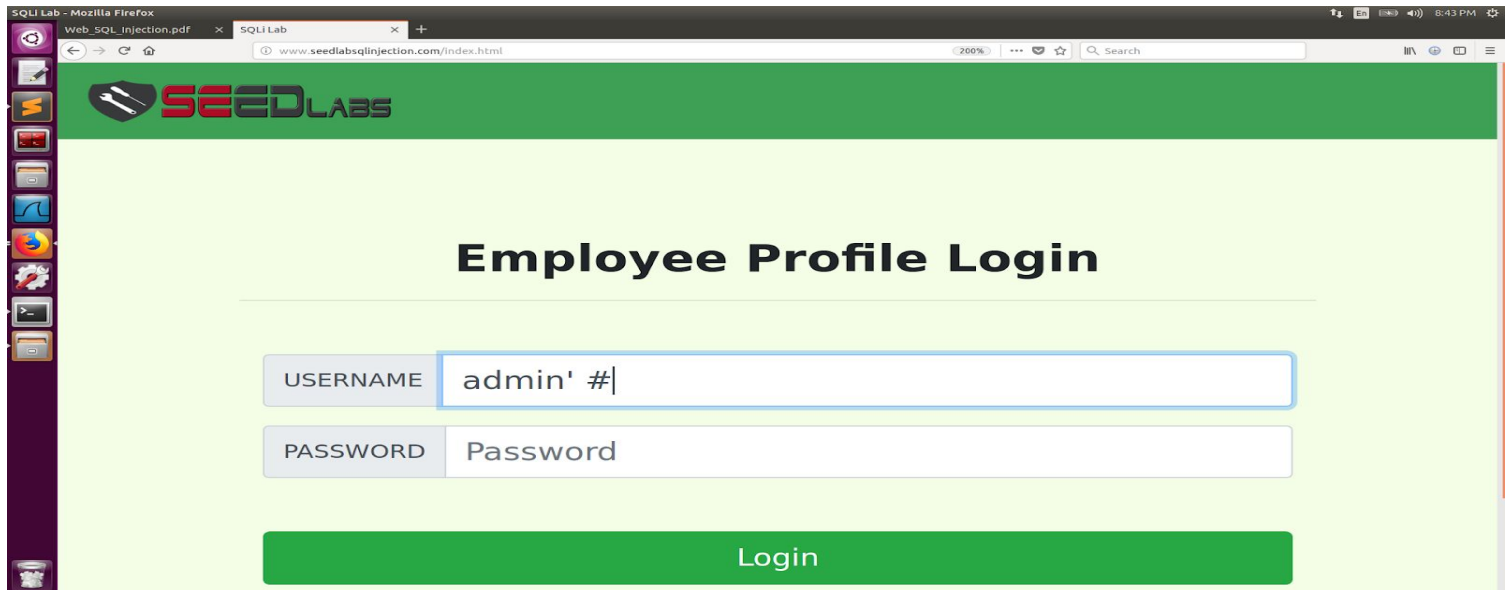 SQLi Lab - Mozilla Firefox
En
8:43 PM
Web_SQL_Injection.pdf
SQLi Lab
www.seedlabsqlinjection.com/index.html
200%
Search
SEEDLABS
Employee Profile Login
USERNAME
admin' #
PASSWORD
Password
Login